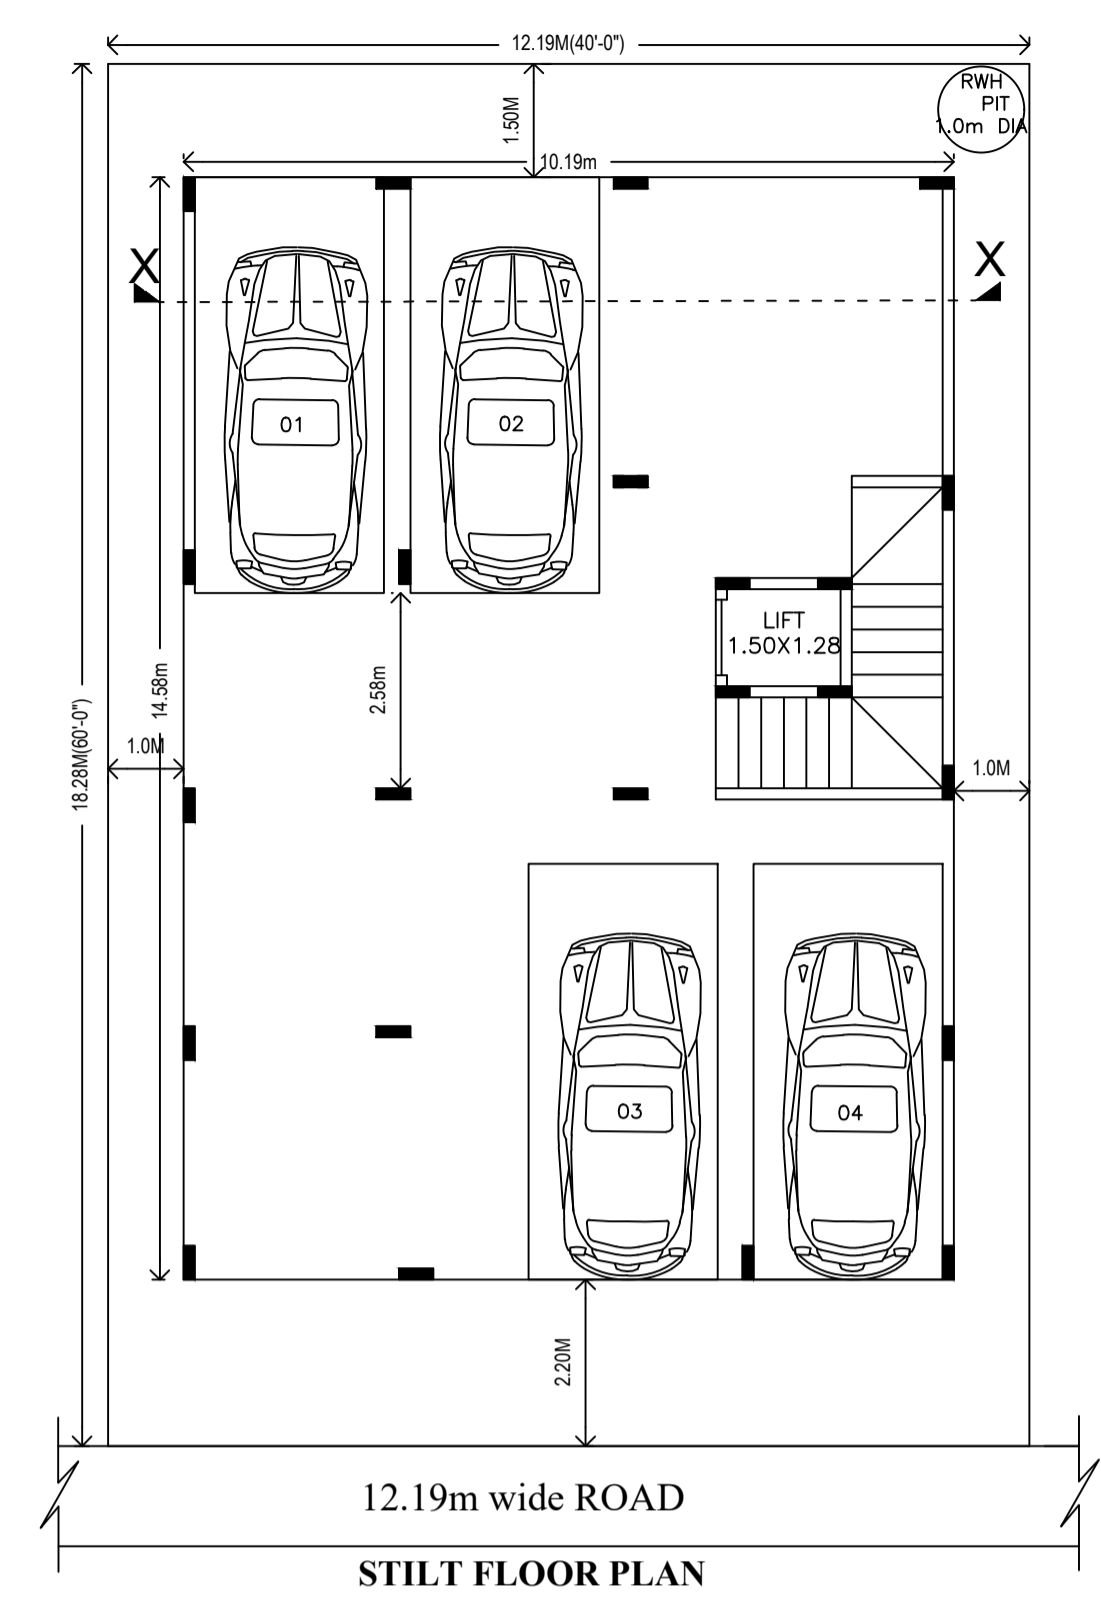 12.19M(40'-0")
RWH
PIT
1.0m DIA
1.50M
10.19m
X
X
01
02
LIFT
1.50X1.28
2.58m
14.58m
18.28M(60'-0")
1.0M
1.0M
03
04
2.20M
12.19m wide ROAD
STILT FLOOR PLAN